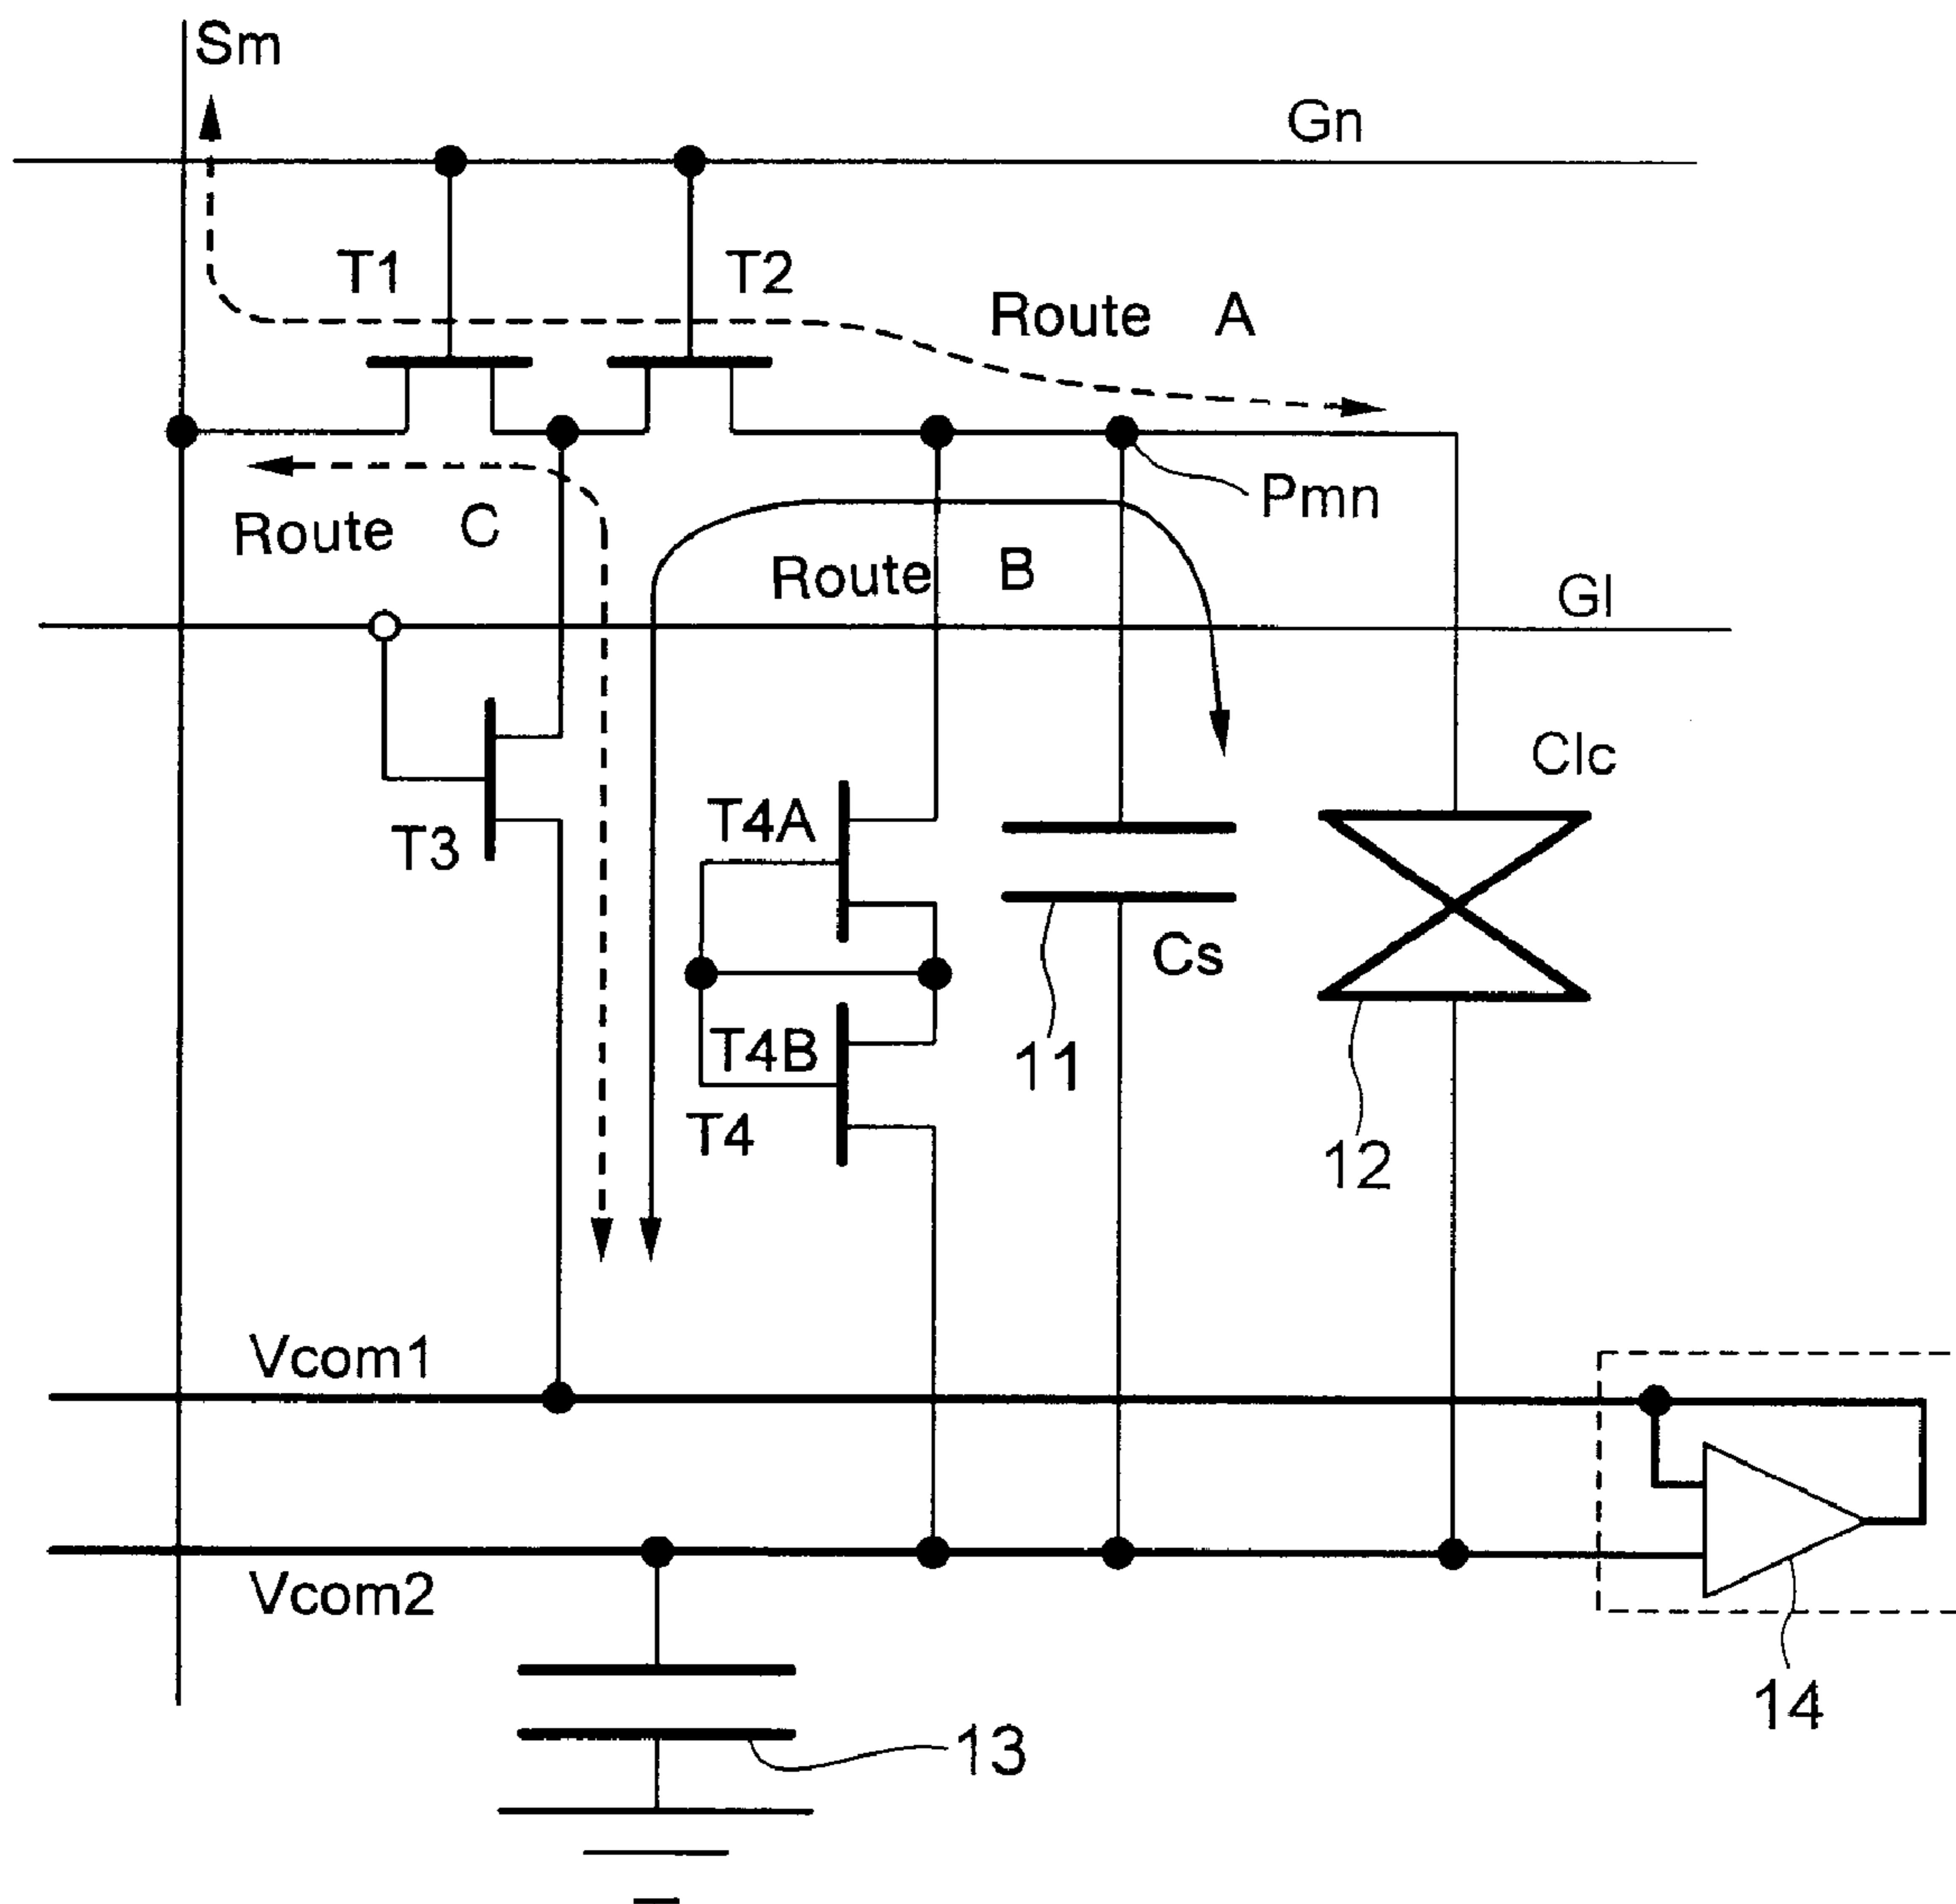 Sm
Gn
T1
T2
Route A
Pmn
Route C
Route B
Gl
Clc
T4A
T3
Cs
T4B
11
T4
12
Vcom1
Vcom2
14
13